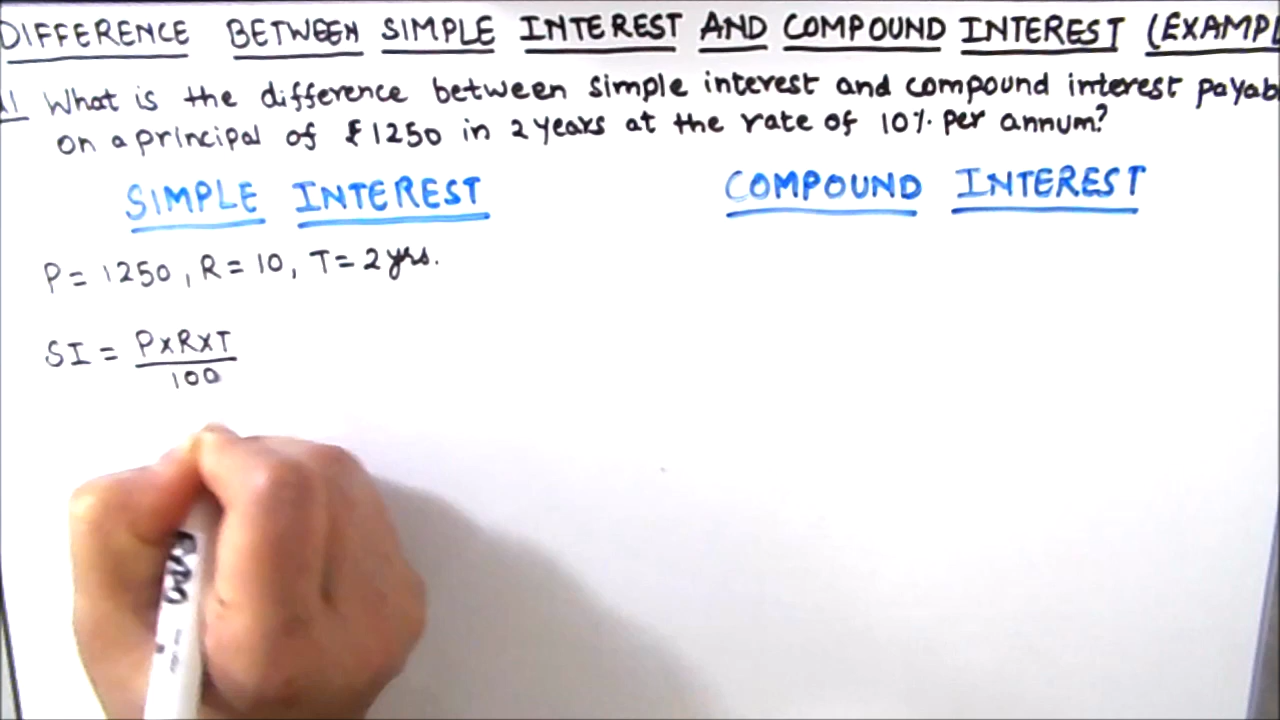 DIFFERENCE BETWEEN SIMPLE INTEREST AND COMPOUND INTEREST (EXAMPL
What is the difference between simple interest and compound interest payab
on a principal of ₹1250 in 2 years at the rate of 10% per annum?
SIMPLE INTEREST
COMPOUND INTEREST
P = 1250, R = 10, T = 2 yrs.
SI = P×R×T
100